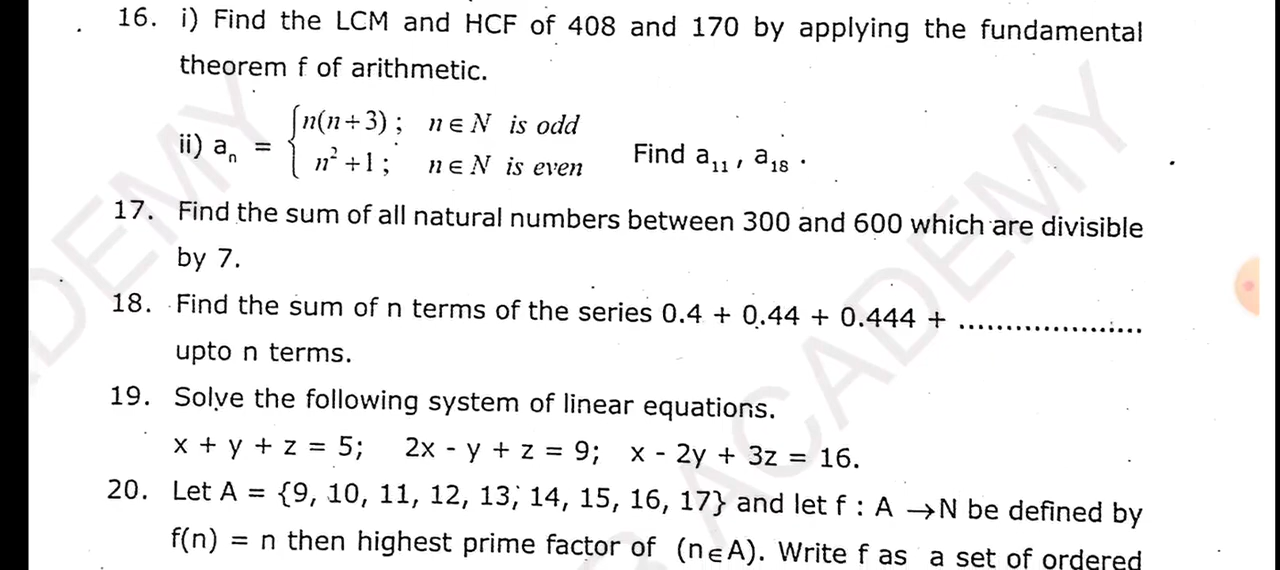 16. i) Find the LCM and HCF of 408 and 170 by applying the fundamental
theorem f of arithmetic.
ii) aₙ = { n(n+3) ; n ∈ N is odd
n² +1 ; n ∈ N is even Find a₁₁ , a₁₈ .
17. Find the sum of all natural numbers between 300 and 600 which are divisible
by 7.
18. Find the sum of n terms of the series 0.4 + 0.44 + 0.444 + ......................
upto n terms.
19. Solve the following system of linear equations.
x + y + z = 5; 2x - y + z = 9; x - 2y + 3z = 16.
20. Let A = {9, 10, 11, 12, 13, 14, 15, 16, 17} and let f : A →N be defined by
f(n) = n then highest prime factor of (n∈A). Write f as a set of ordered
ACADEMY